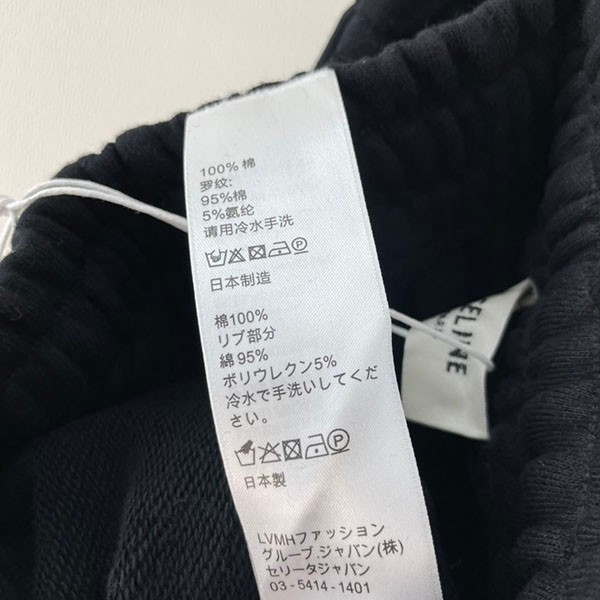 100% 棉
罗纹:
95%棉
5%氨纶
请用冷水手洗
日本制造
棉100%
リブ部分
綿95%
ポリウレクン5%
冷水で手洗いしてくだ
さい。
日本製
LVMHファッション
グループ.ジャパン(株)
セリータジャパン
03-5414-1401